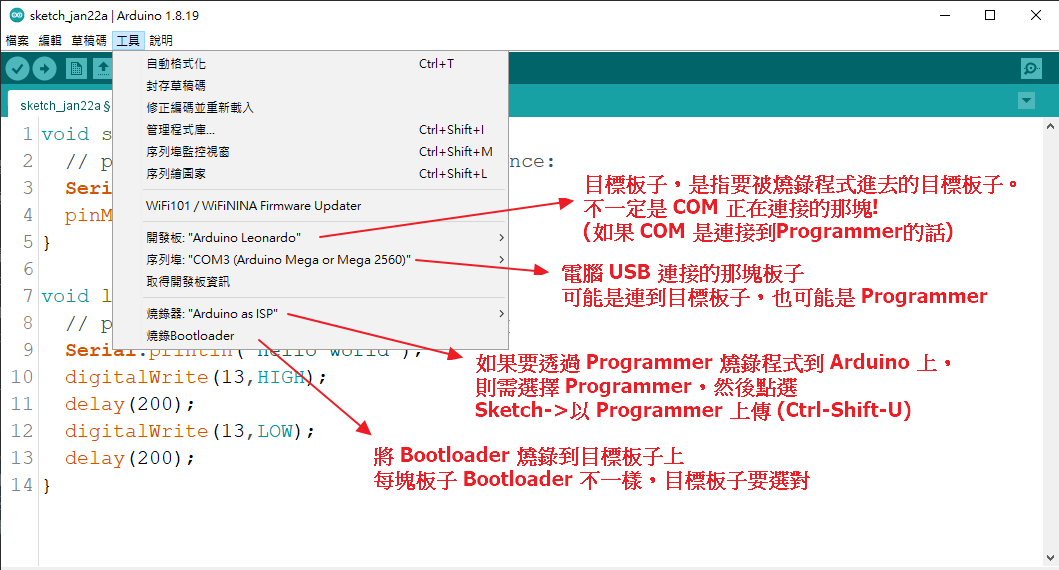 sketch_jan22a | Arduino 1.8.19
檔案 編輯 草稿碼 工具 說明
sketch_jan22a §
自動格式化 Ctrl+T
封存草稿碼
修正編碼並重新載入
管理程式庫... Ctrl+Shift+I
序列埠監控視窗 Ctrl+Shift+M
序列繪圖家 Ctrl+Shift+L
WiFi101 / WiFiNINA Firmware Updater
開發板: "Arduino Leonardo"
序列埠: "COM3 (Arduino Mega or Mega 2560)"
取得開發板資訊
燒錄器: "Arduino as ISP"
燒錄Bootloader
1 void s
2 // p nce:
3 Seri
4 pinM
5 }
6
7 void l
8 // p
9 Serial.println("hello world");
10 digitalWrite(13,HIGH);
11 delay(200);
12 digitalWrite(13,LOW);
13 delay(200);
14 }
目標板子，是指要被燒錄程式進去的目標板子。
不一定是 COM 正在連接的那塊!
(如果 COM 是連接到Programmer的話)
電腦 USB 連接的那塊板子
可能是連到目標板子，也可能是 Programmer
如果要透過 Programmer 燒錄程式到 Arduino 上，
則需選擇 Programmer，然後點選
Sketch->以 Programmer 上傳 (Ctrl-Shift-U)
將 Bootloader 燒錄到目標板子上
每塊板子 Bootloader 不一樣，目標板子要選對